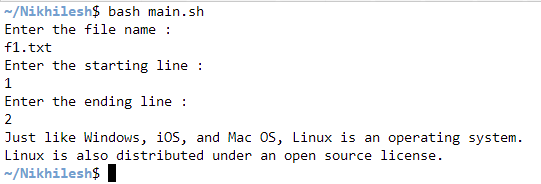 ~/Nikhilesh$ bash main.sh
Enter the file name :
f1.txt
Enter the starting line :
1
Enter the ending line :
2
Just like Windows, iOS, and Mac OS, Linux is an operating system.
Linux is also distributed under an open source license.
~/Nikhilesh$